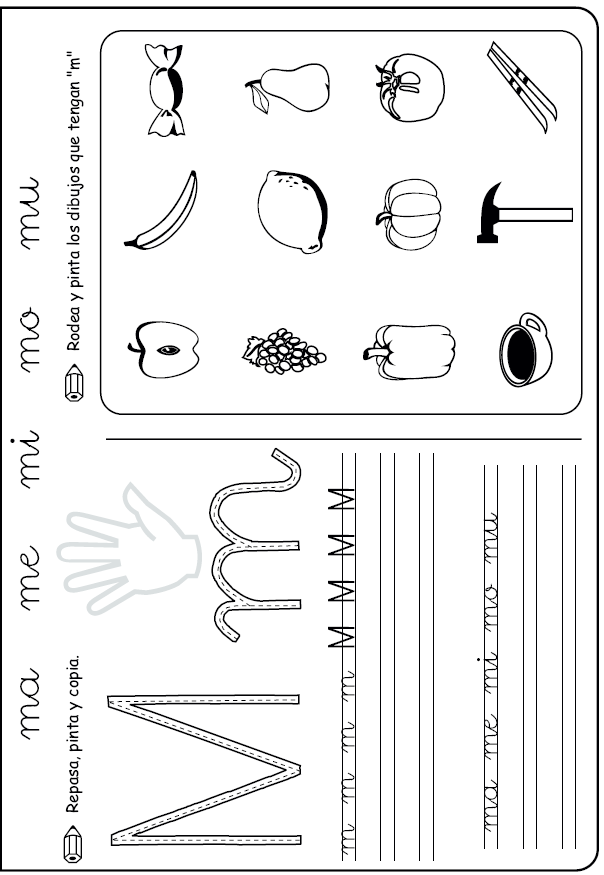 ma me mi mo mu
Repasa, pinta y copia.
Rodea y pinta los dibujos que tengan "m"
M m
m m m m m M M M M
ma me mi mo mu